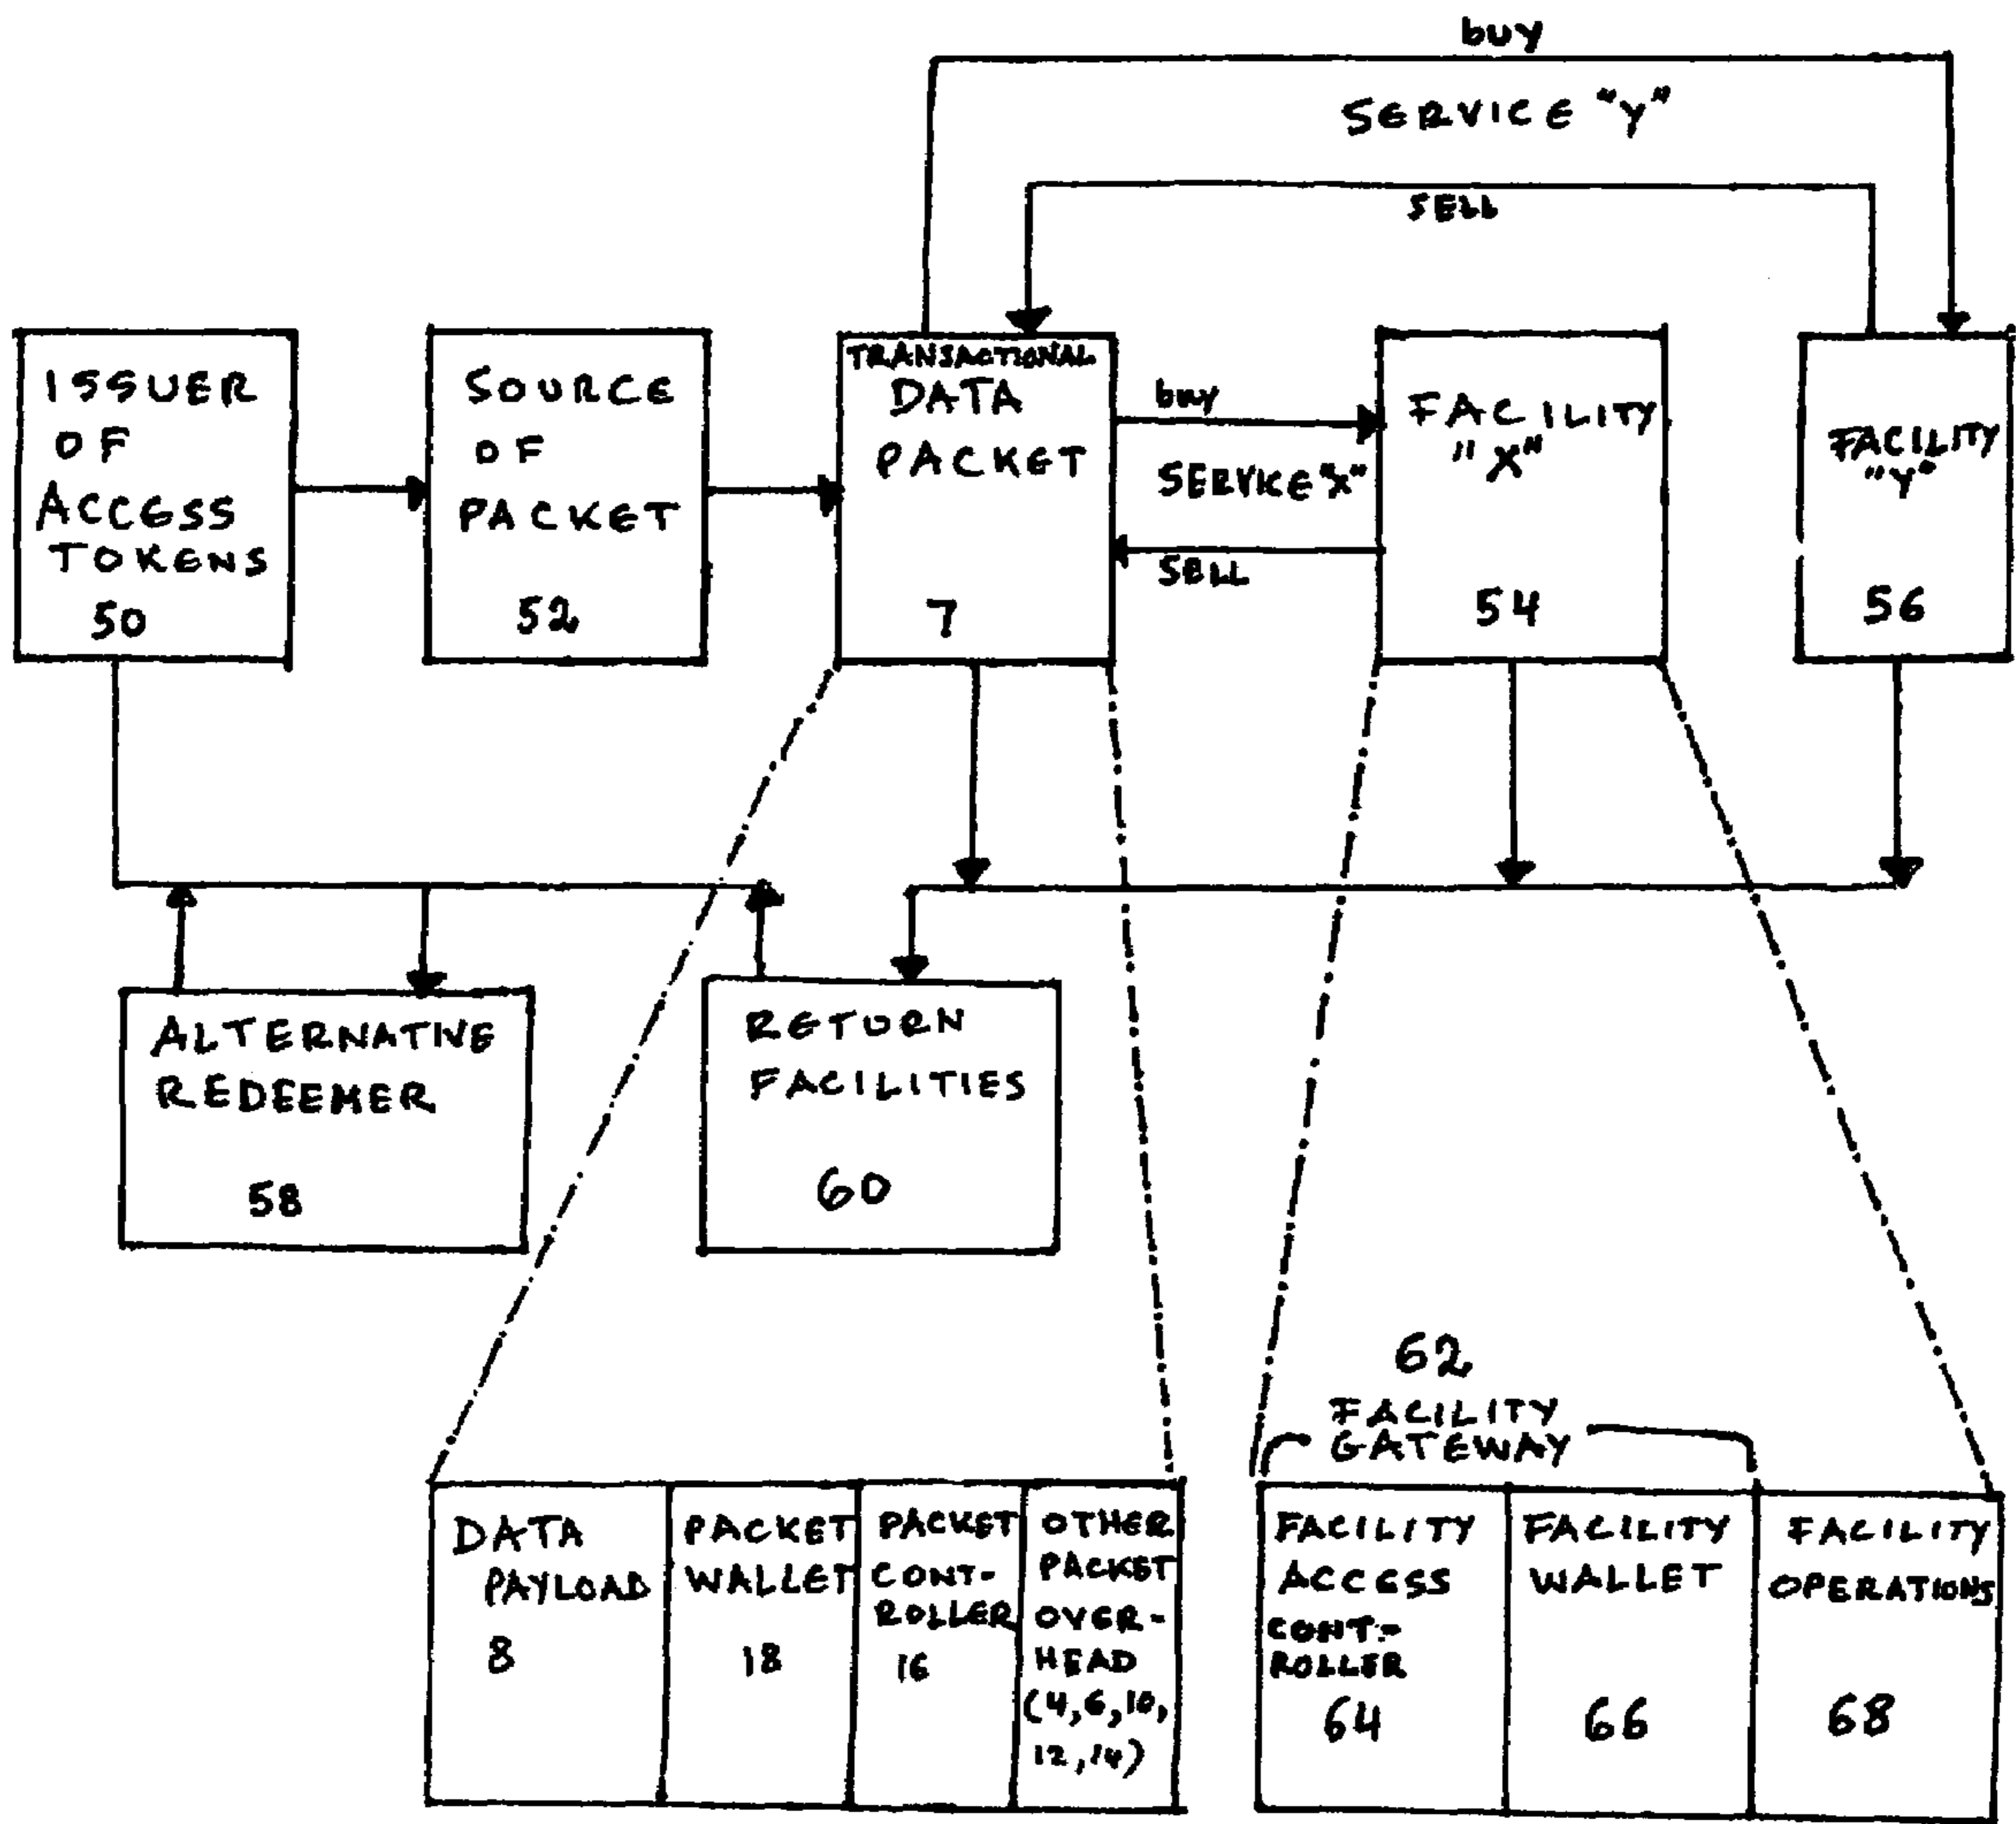 buy
SERVICE "Y"
SELL
ISSUER
OF
ACCESS
TOKENS
50
SOURCE
OF
PACKET
52
TRANSACTIONAL
DATA
PACKET
7
buy
SERVICE "X"
SELL
FACILITY
"X"
54
FACILITY
"Y"
56
ALTERNATIVE
REDEEMER
58
RETURN
FACILITIES
60
62
FACILITY
GATEWAY
DATA
PAYLOAD
8
PACKET
WALLET
18
PACKET
CONT-
ROLLER
16
OTHER
PACKET
OVER-
HEAD
(4,6,10,
12,14)
FACILITY
ACCESS
CONT-
ROLLER
64
FACILITY
WALLET
66
FACILITY
OPERATIONS
68